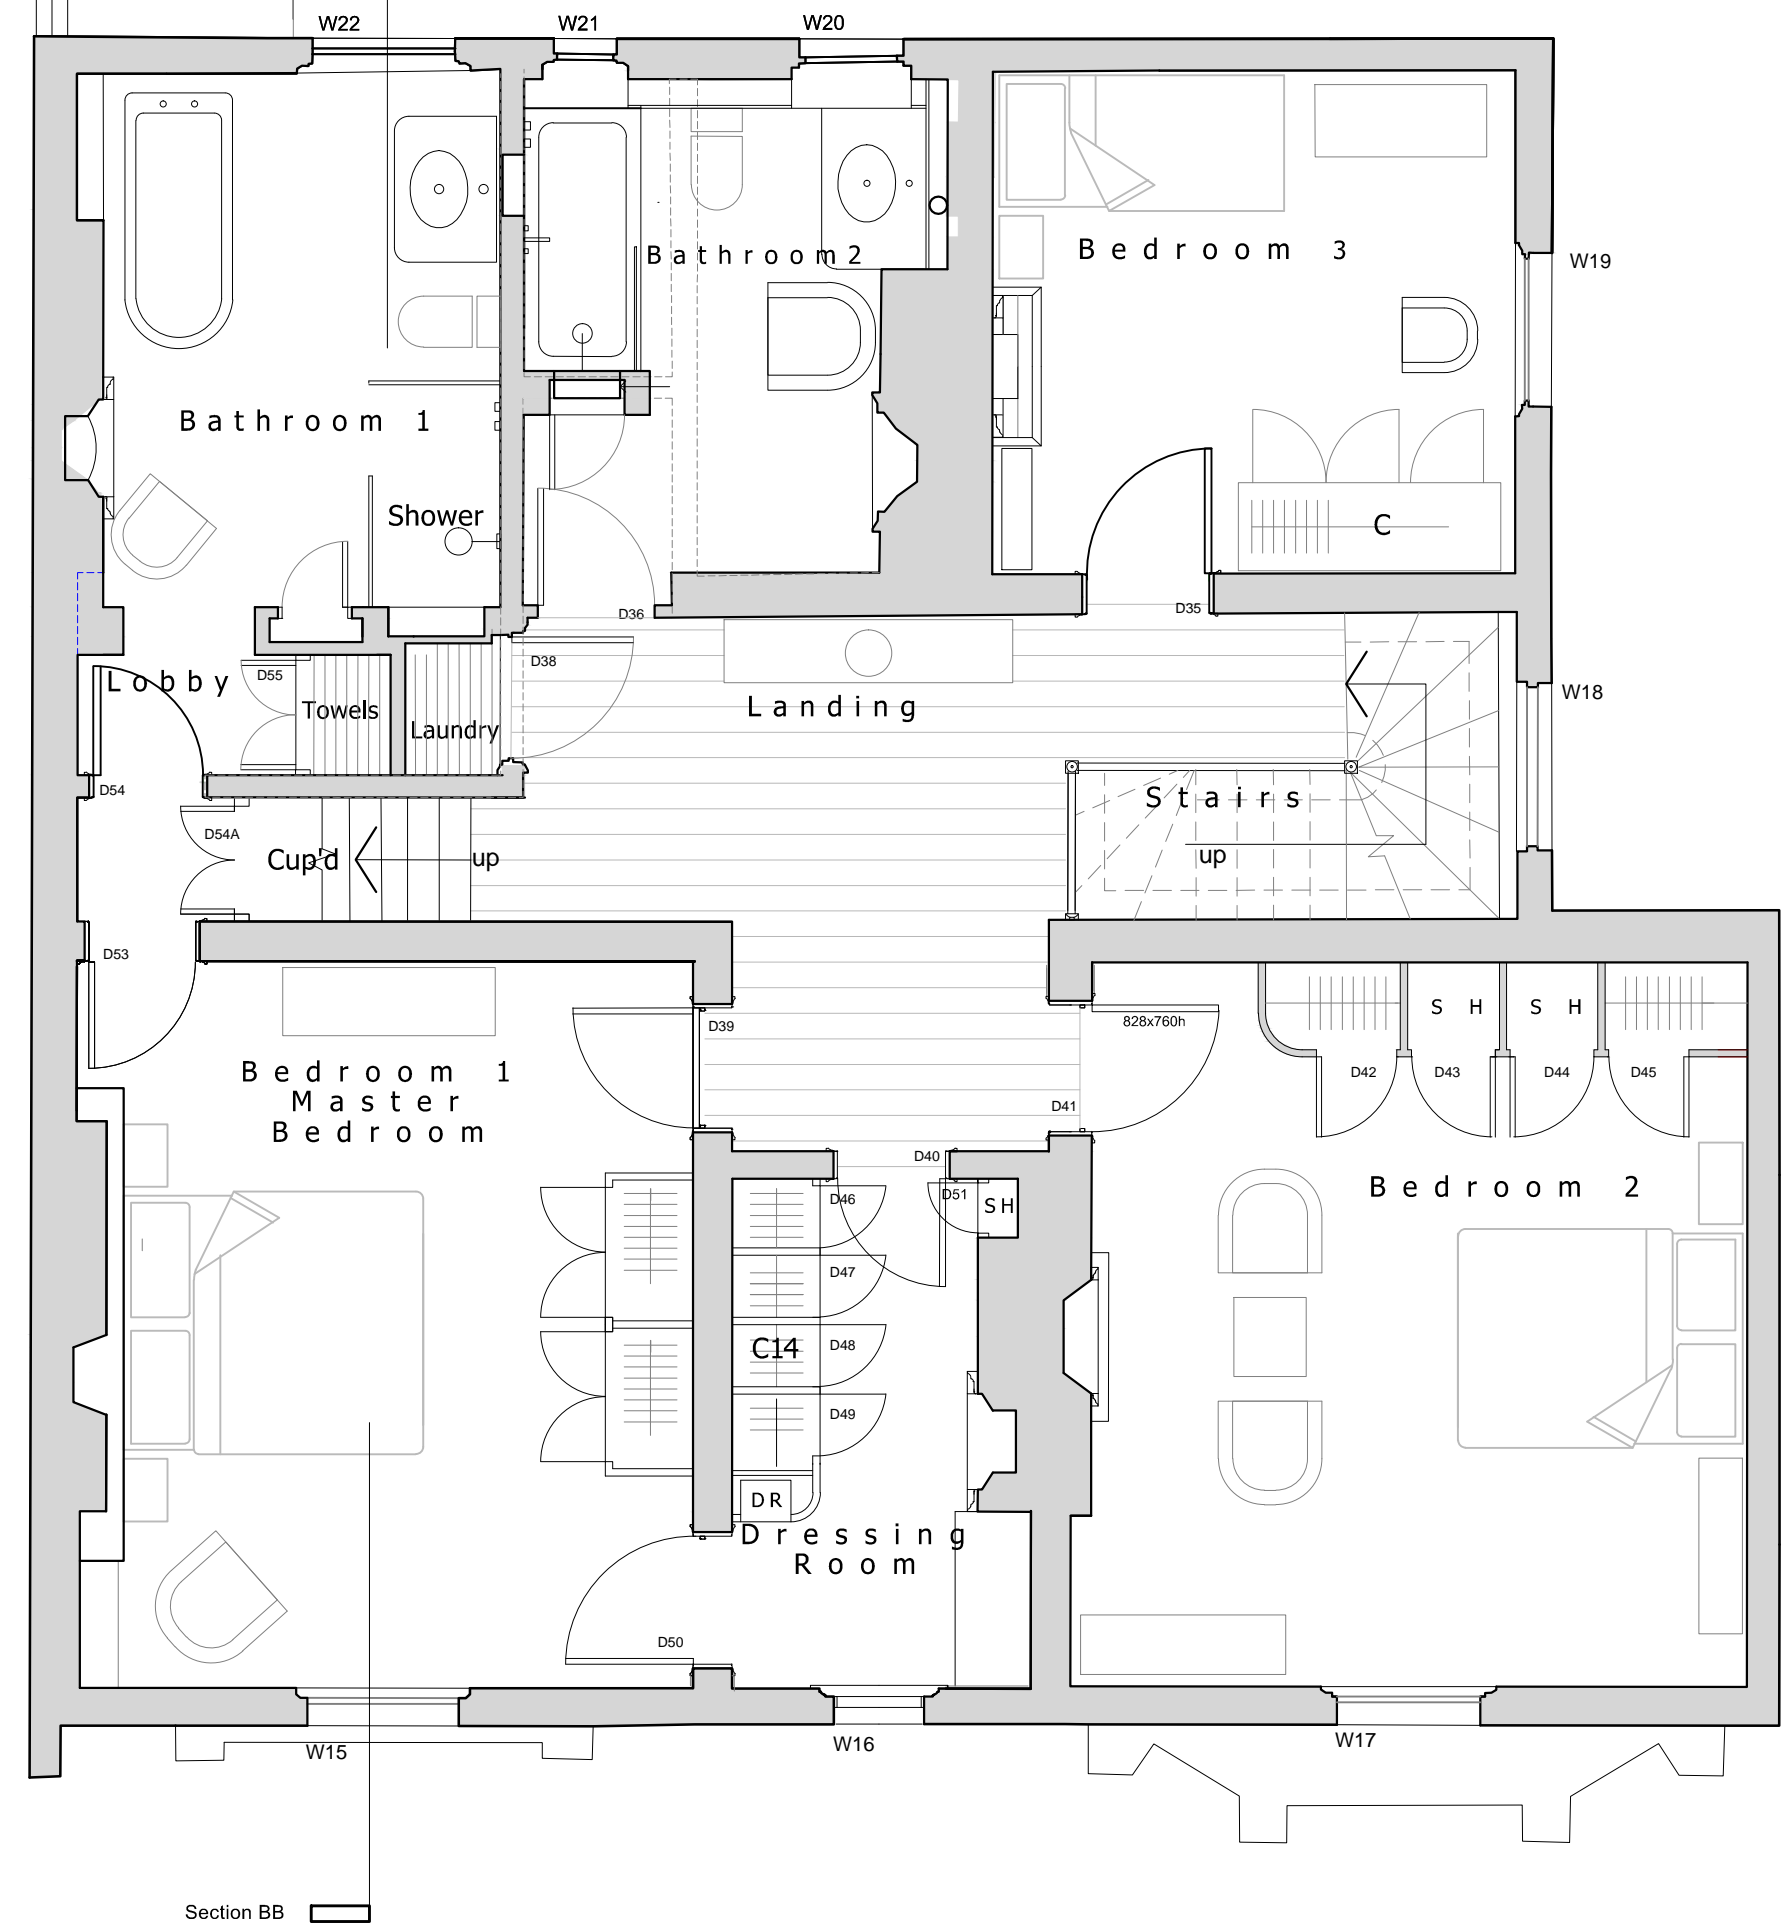 W22
W21
W20
Bathroom 2
Bedroom 3
W19
Bathroom 1
Shower
C
D36
D35
D38
Lobby
D55
Towels
Laundry
Landing
W18
D54
Stairs
D54A
Cup'd
up
up
D53
D39
828x760h
S H
S H
D42
D43
D44
D45
Bedroom 1
Master
Bedroom
D41
D40
D46
D51
SH
Bedroom 2
D47
C14
D48
D49
DR
Dressing
Room
D50
W15
W16
W17
Section BB